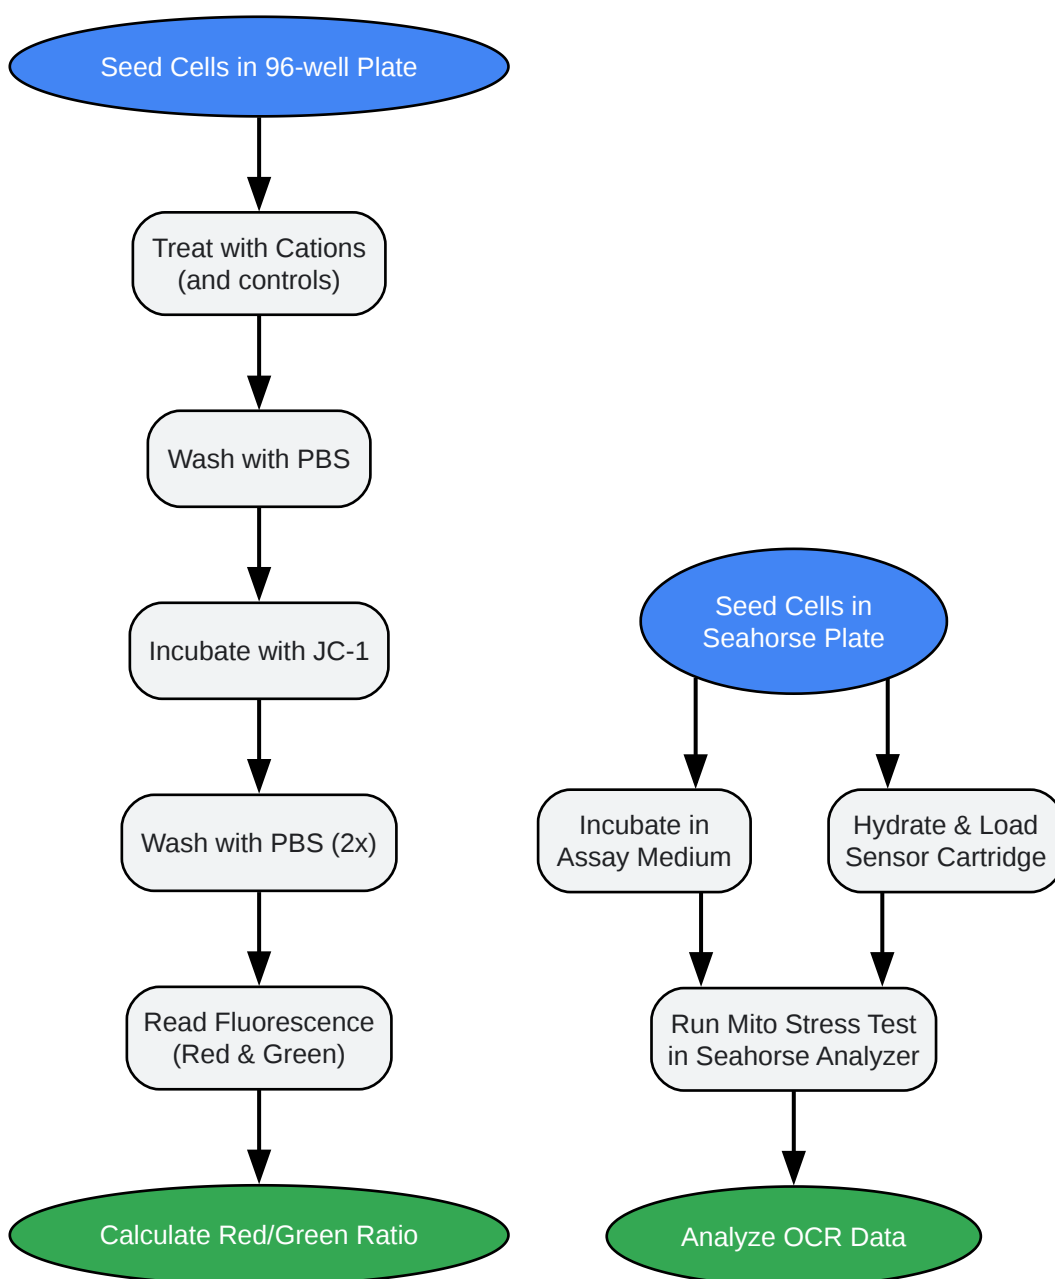 Seed Cells in 96-well Plate
Treat with Cations
(and controls)
Wash with PBS
Incubate with JC-1
Wash with PBS (2x)
Read Fluorescence
(Red & Green)
Calculate Red/Green Ratio
Seed Cells in
Seahorse Plate
Incubate in
Assay Medium
Hydrate & Load
Sensor Cartridge
Run Mito Stress Test
in Seahorse Analyzer
Analyze OCR Data